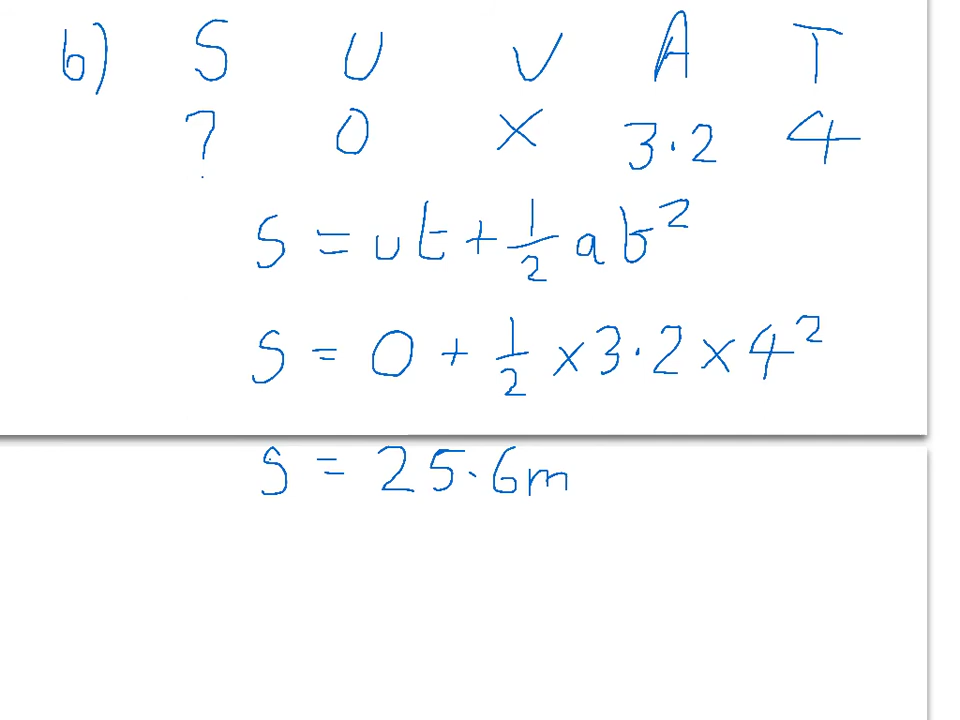 b) S U V A T
? 0 × 3·2 4
s = ut + 1/2 at²
s = 0 + 1/2 × 3·2 × 4²
s = 25·6m